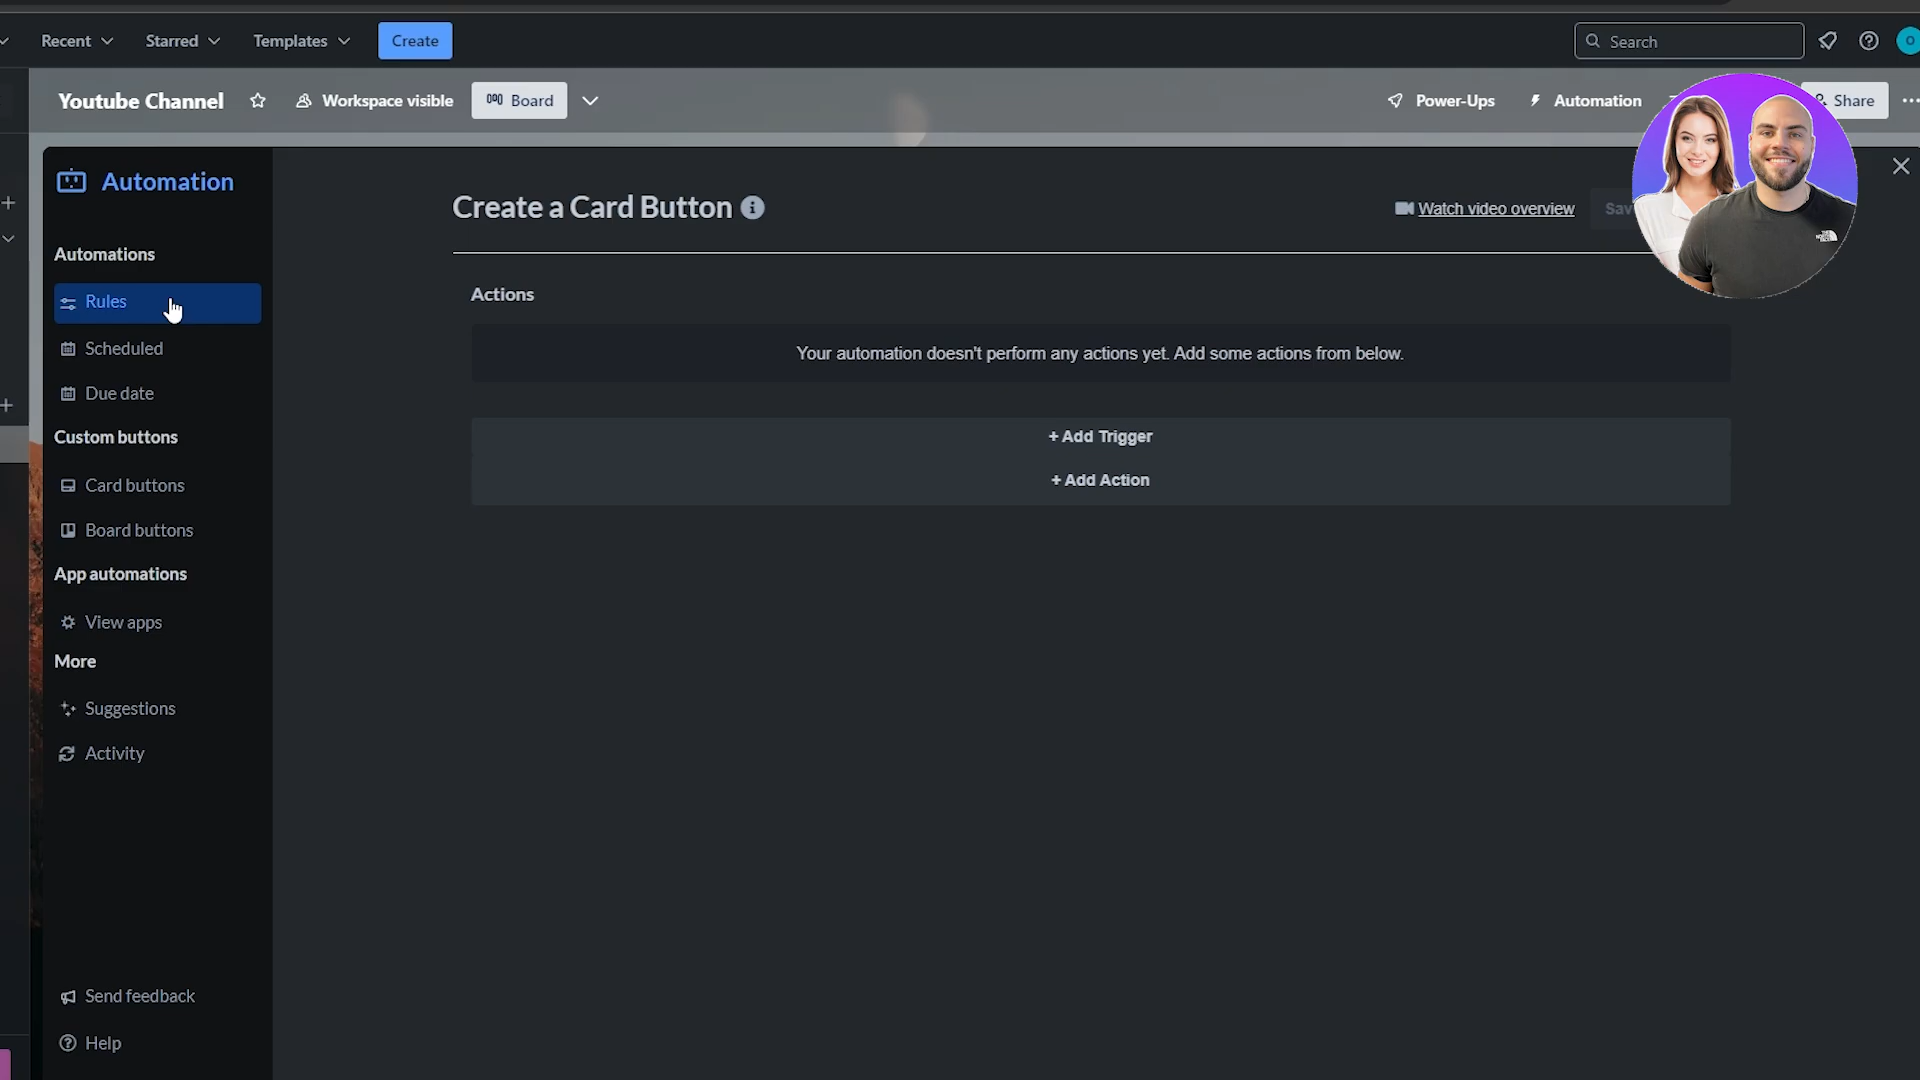 Recent
Starred
Templates
Create
Search
O
Youtube Channel
Workspace visible
Board
Power-Ups
Automation
Share
Automation
Create a Card Button
Watch video overview
Automations
Rules
Actions
Scheduled
Your automation doesn't perform any actions yet. Add some actions from below.
Due date
Custom buttons
+ Add Trigger
Card buttons
+ Add Action
Board buttons
App automations
View apps
More
Suggestions
Activity
Send feedback
Help